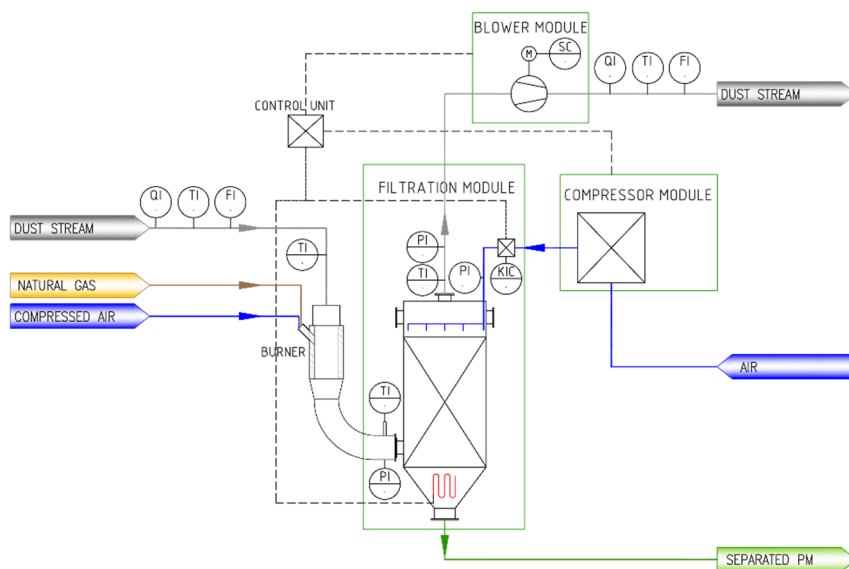 BLOWER MODULE
M
SC
QI
TI
FI
DUST STREAM
CONTROL UNIT
FILTRATION MODULE
COMPRESSOR MODULE
QI
TI
FI
DUST STREAM
TI
PI
TI
PI
KIC
NATURAL GAS
COMPRESSED AIR
BURNER
AIR
TI
PI
SEPARATED PM